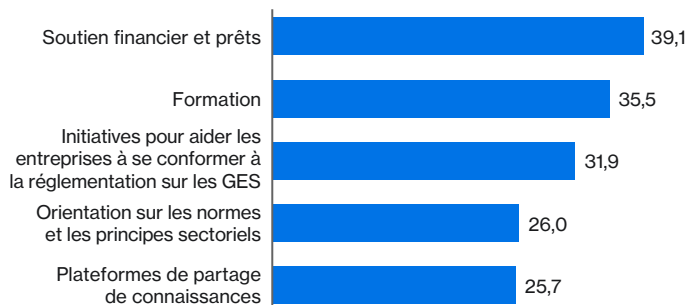 Soutien financier et prêts
39,1
Formation
35,5
Initiatives pour aider les
entreprises à se conformer à
la réglementation sur les GES
31,9
Orientation sur les normes
et les principes sectoriels
26,0
Plateformes de partage
de connaissances
25,7